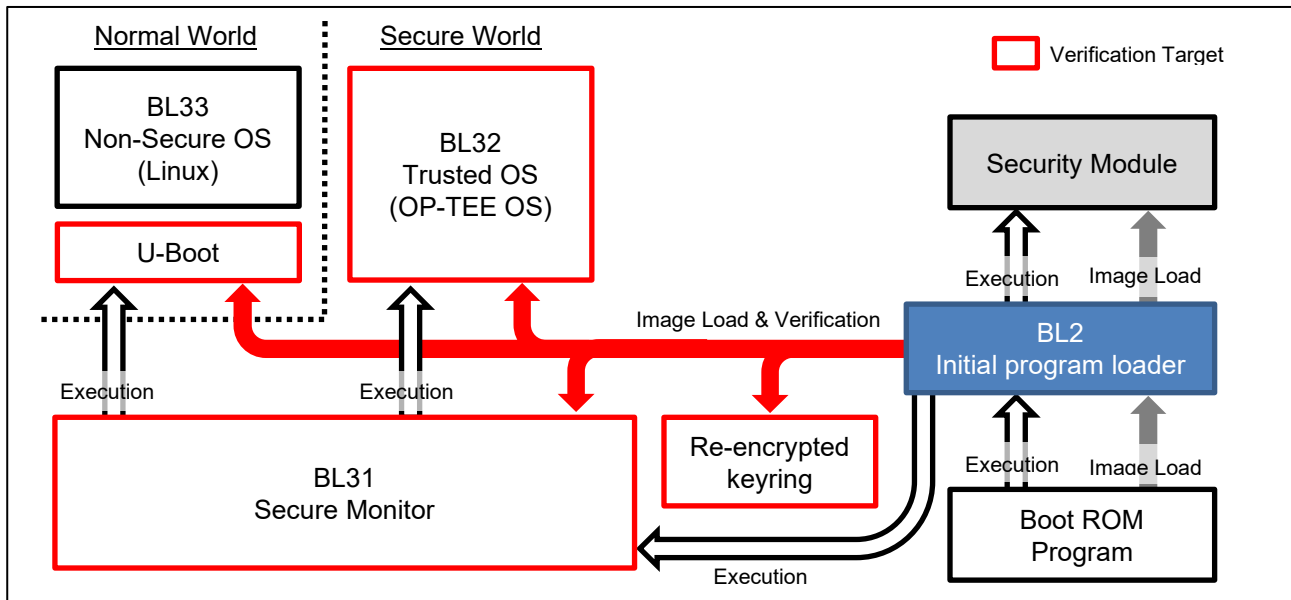 Normal World
Secure World
Verification Target
BL33
Non-Secure OS
(Linux)
BL32
Trusted OS
(OP-TEE OS)
Security Module
U-Boot
Execution
Image Load
Image Load & Verification
BL2
Initial program loader
Execution
Execution
BL31
Secure Monitor
Re-encrypted
keyring
Execution
Image Load
Boot ROM
Program
Execution